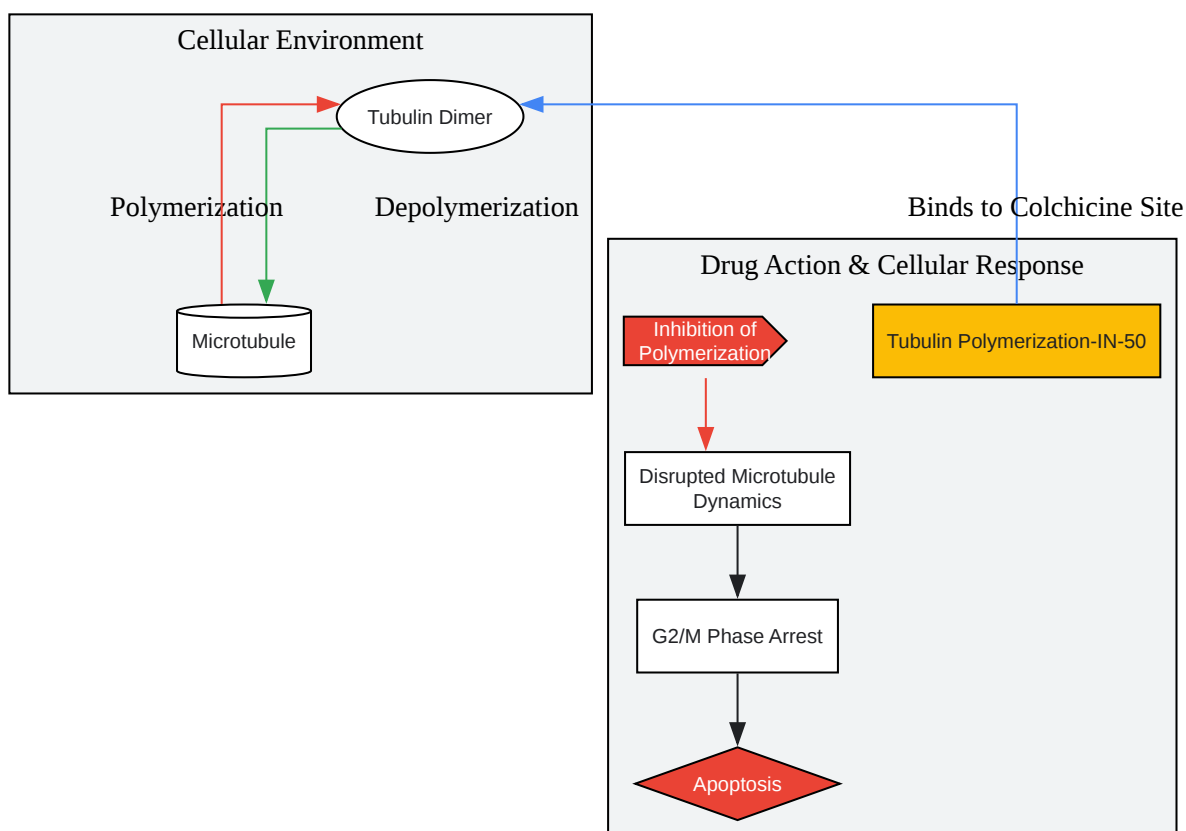 Cellular Environment
Tubulin Dimer
Polymerization
Depolymerization
Microtubule
Binds to Colchicine Site
Drug Action & Cellular Response
Inhibition of
Polymerization
Tubulin Polymerization-IN-50
Disrupted Microtubule
Dynamics
G2/M Phase Arrest
Apoptosis